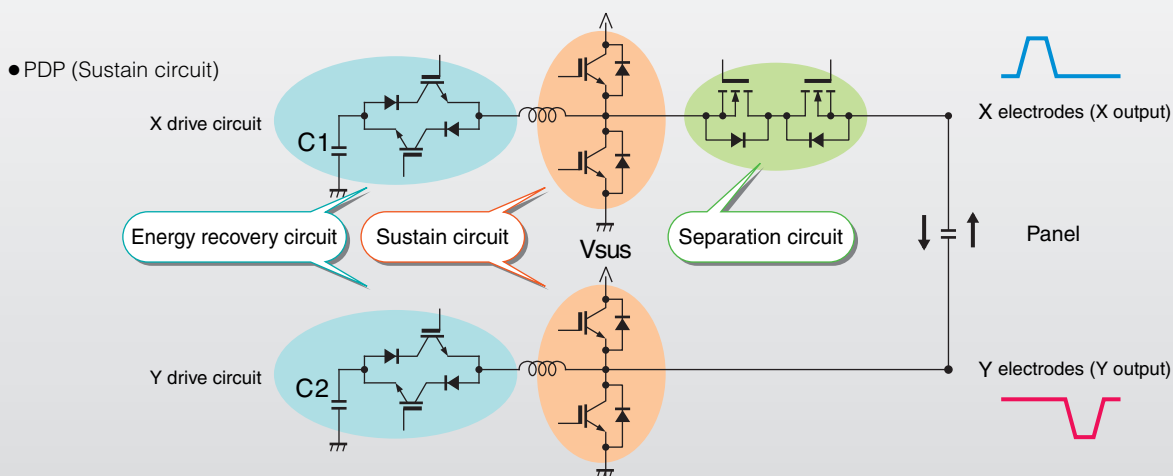 ● PDP (Sustain circuit)
X drive circuit
C1
X electrodes (X output)
Energy recovery circuit
Sustain circuit
Separation circuit
Panel
Vsus
Y drive circuit
C2
Y electrodes (Y output)